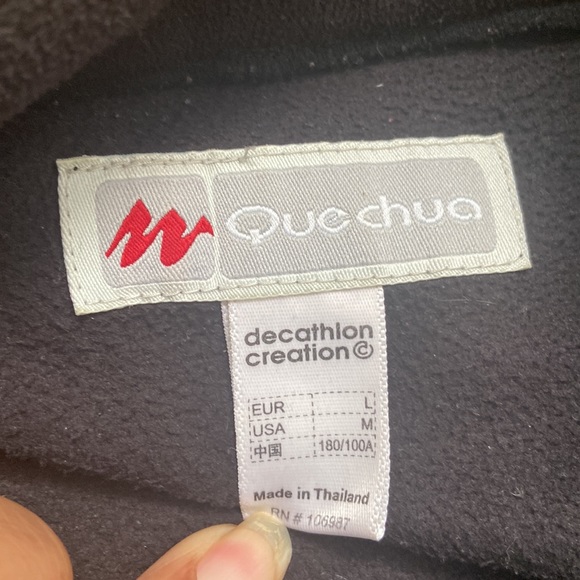 Quechua
decathlon
creation©
EUR L
USA M
中国 180/100A
Made in Thailand
RN # 106987